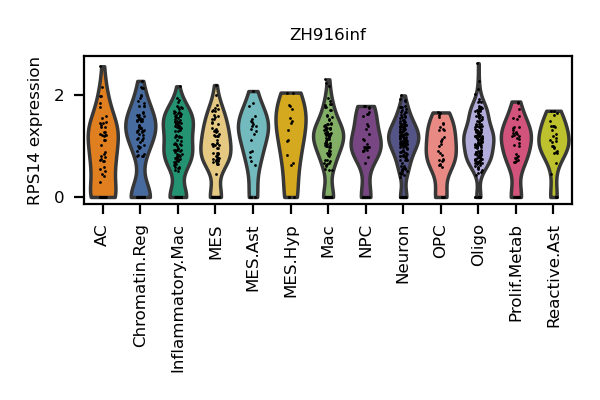 ZH916inf
RPS14 expression
2
0
AC
Chromatin.Reg
Inflammatory.Mac
MES
MES.Ast
MES.Hyp
Mac
NPC
Neuron
OPC
Oligo
Prolif.Metab
Reactive.Ast